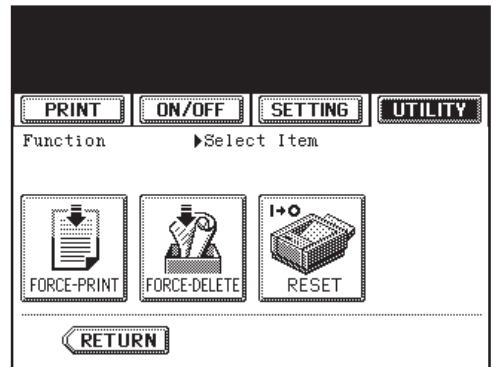 PRINT ON/OFF SETTING UTILITY
Function ▶Select Item
I→O
FORCE-PRINT FORCE-DELETE RESET
RETURN